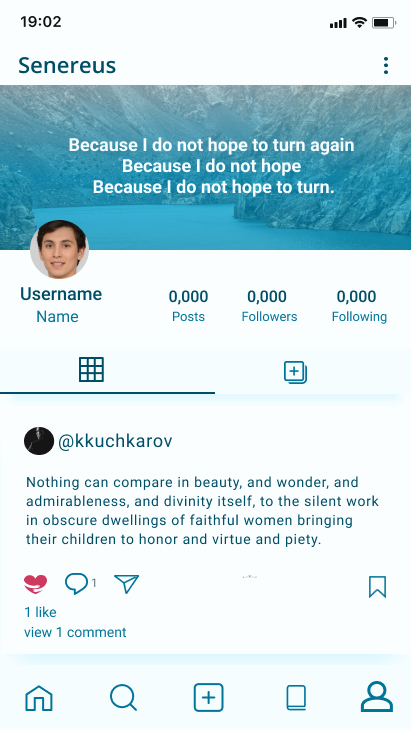 19:02
Senereus
Because I do not hope to turn again
Because I do not hope
Because I do not hope to turn.
Username
Name
0,000
Posts
0,000
Followers
0,000
Following
@kkuchkarov
Nothing can compare in beauty, and wonder, and
admirableness, and divinity itself, to the silent work
in obscure dwellings of faithful women bringing
their children to honor and virtue and piety.
1
1 like
view 1 comment